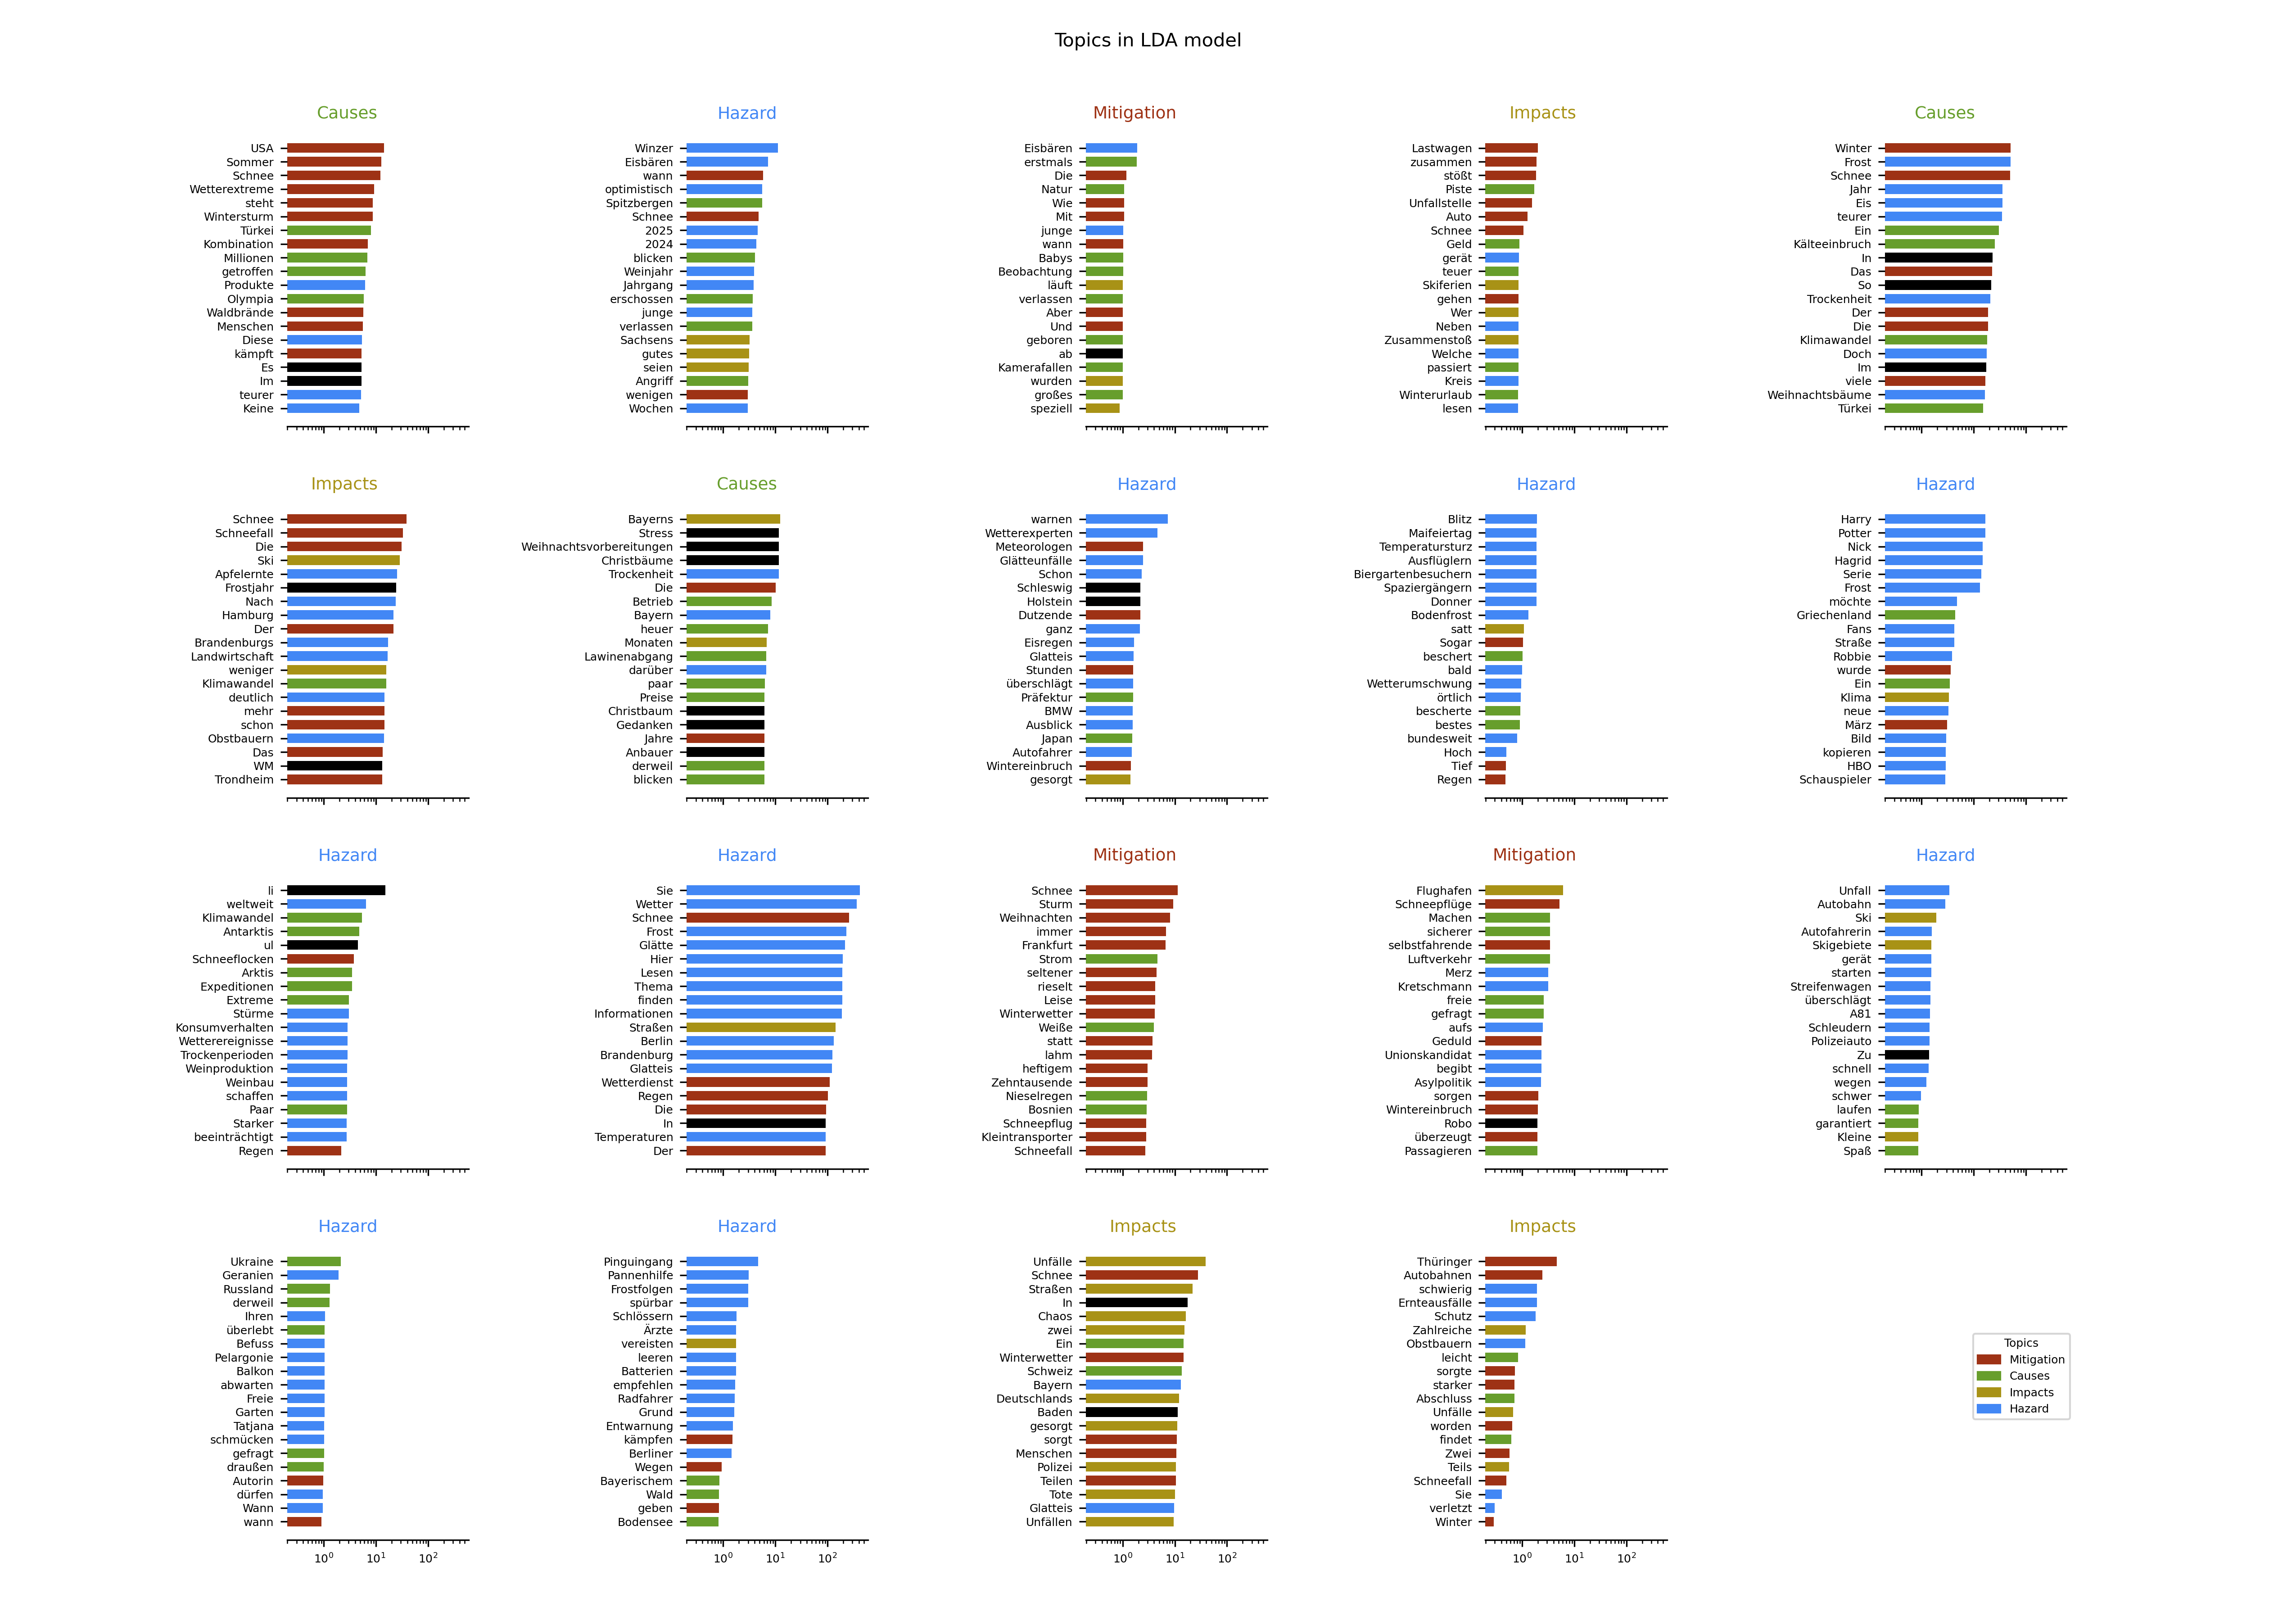 Topics in LDA model
Causes
USA
Sommer
Schnee
Wetterextreme
steht
Wintersturm
Türkei
Kombination
Millionen
getroffen
Produkte
Olympia
Waldbrände
Menschen
Diese
kämpft
Es
Im
teurer
Keine
Hazard
Winzer
Eisbären
wann
optimistisch
Spitzbergen
Schnee
2025
2024
blicken
Weinjahr
Jahrgang
erschossen
junge
verlassen
Sachsens
gutes
seien
Angriff
wenigen
Wochen
Mitigation
Eisbären
erstmals
Die
Natur
Wie
Mit
junge
wann
Babys
Beobachtung
läuft
verlassen
Aber
Und
geboren
ab
Kamerafallen
wurden
großes
speziell
Impacts
Lastwagen
zusammen
stößt
Piste
Unfallstelle
Auto
Schnee
Geld
gerät
teuer
Skiferien
gehen
Wer
Neben
Zusammenstoß
Welche
passiert
Kreis
Winterurlaub
lesen
Causes
Winter
Frost
Schnee
Jahr
Eis
teurer
Ein
Kälteeinbruch
In
Das
So
Trockenheit
Der
Die
Klimawandel
Doch
Im
viele
Weihnachtsbäume
Türkei
Impacts
Schnee
Schneefall
Die
Ski
Apfelernte
Frostjahr
Nach
Hamburg
Der
Brandenburgs
Landwirtschaft
weniger
Klimawandel
deutlich
mehr
schon
Obstbauern
Das
WM
Trondheim
Causes
Bayerns
Stress
Weihnachtsvorbereitungen
Christbäume
Trockenheit
Die
Betrieb
Bayern
heuer
Monaten
Lawinenabgang
darüber
paar
Preise
Christbaum
Gedanken
Jahre
Anbauer
derweil
blicken
Hazard
warnen
Wetterexperten
Meteorologen
Glätteunfälle
Schon
Schleswig
Holstein
Dutzende
ganz
Eisregen
Glatteis
Stunden
überschlägt
Präfektur
BMW
Ausblick
Japan
Autofahrer
Wintereinbruch
gesorgt
Hazard
Blitz
Maifeiertag
Temperatursturz
Ausflüglern
Biergartenbesuchern
Spaziergängern
Donner
Bodenfrost
satt
Sogar
beschert
bald
Wetterumschwung
örtlich
bescherte
bestes
bundesweit
Hoch
Tief
Regen
Hazard
Harry
Potter
Nick
Hagrid
Serie
Frost
möchte
Griechenland
Fans
Straße
Robbie
wurde
Ein
Klima
neue
März
Bild
kopieren
HBO
Schauspieler
Hazard
li
weltweit
Klimawandel
Antarktis
ul
Schneeflocken
Arktis
Expeditionen
Extreme
Stürme
Konsumverhalten
Wetterereignisse
Trockenperioden
Weinproduktion
Weinbau
schaffen
Paar
Starker
beeinträchtigt
Regen
Hazard
Sie
Wetter
Schnee
Frost
Glätte
Hier
Lesen
Thema
finden
Informationen
Straßen
Berlin
Brandenburg
Glatteis
Wetterdienst
Regen
Die
In
Temperaturen
Der
Mitigation
Schnee
Sturm
Weihnachten
immer
Frankfurt
Strom
seltener
rieselt
Leise
Winterwetter
Weiße
statt
lahm
heftigem
Zehntausende
Nieselregen
Bosnien
Schneepflug
Kleintransporter
Schneefall
Mitigation
Flughafen
Schneepflüge
Machen
sicherer
selbstfahrende
Luftverkehr
Merz
Kretschmann
freie
gefragt
aufs
Geduld
Unionskandidat
begibt
Asylpolitik
sorgen
Wintereinbruch
Robo
überzeugt
Passagieren
Hazard
Unfall
Autobahn
Ski
Autofahrerin
Skigebiete
gerät
starten
Streifenwagen
überschlägt
A81
Schleudern
Polizeiauto
Zu
schnell
wegen
schwer
laufen
garantiert
Kleine
Spaß
Hazard
Ukraine
Geranien
Russland
derweil
Ihren
überlebt
Befuss
Pelargonie
Balkon
abwarten
Freie
Garten
Tatjana
schmücken
gefragt
draußen
Autorin
dürfen
Wann
wann
10⁰ 10¹ 10²
Hazard
Pinguingang
Pannenhilfe
Frostfolgen
spürbar
Schlössern
Ärzte
vereisten
leeren
Batterien
empfehlen
Radfahrer
Grund
Entwarnung
kämpfen
Berliner
Wegen
Bayerischem
Wald
geben
Bodensee
10⁰ 10¹ 10²
Impacts
Unfälle
Schnee
Straßen
In
Chaos
zwei
Ein
Winterwetter
Schweiz
Bayern
Deutschlands
Baden
gesorgt
sorgt
Menschen
Polizei
Teilen
Tote
Glatteis
Unfällen
10⁰ 10¹ 10²
Impacts
Thüringer
Autobahnen
schwierig
Ernteausfälle
Schutz
Zahlreiche
Obstbauern
leicht
sorgte
starker
Abschluss
Unfälle
worden
findet
Zwei
Teils
Schneefall
Sie
verletzt
Winter
10⁰ 10¹ 10²
Topics
Mitigation
Causes
Impacts
Hazard